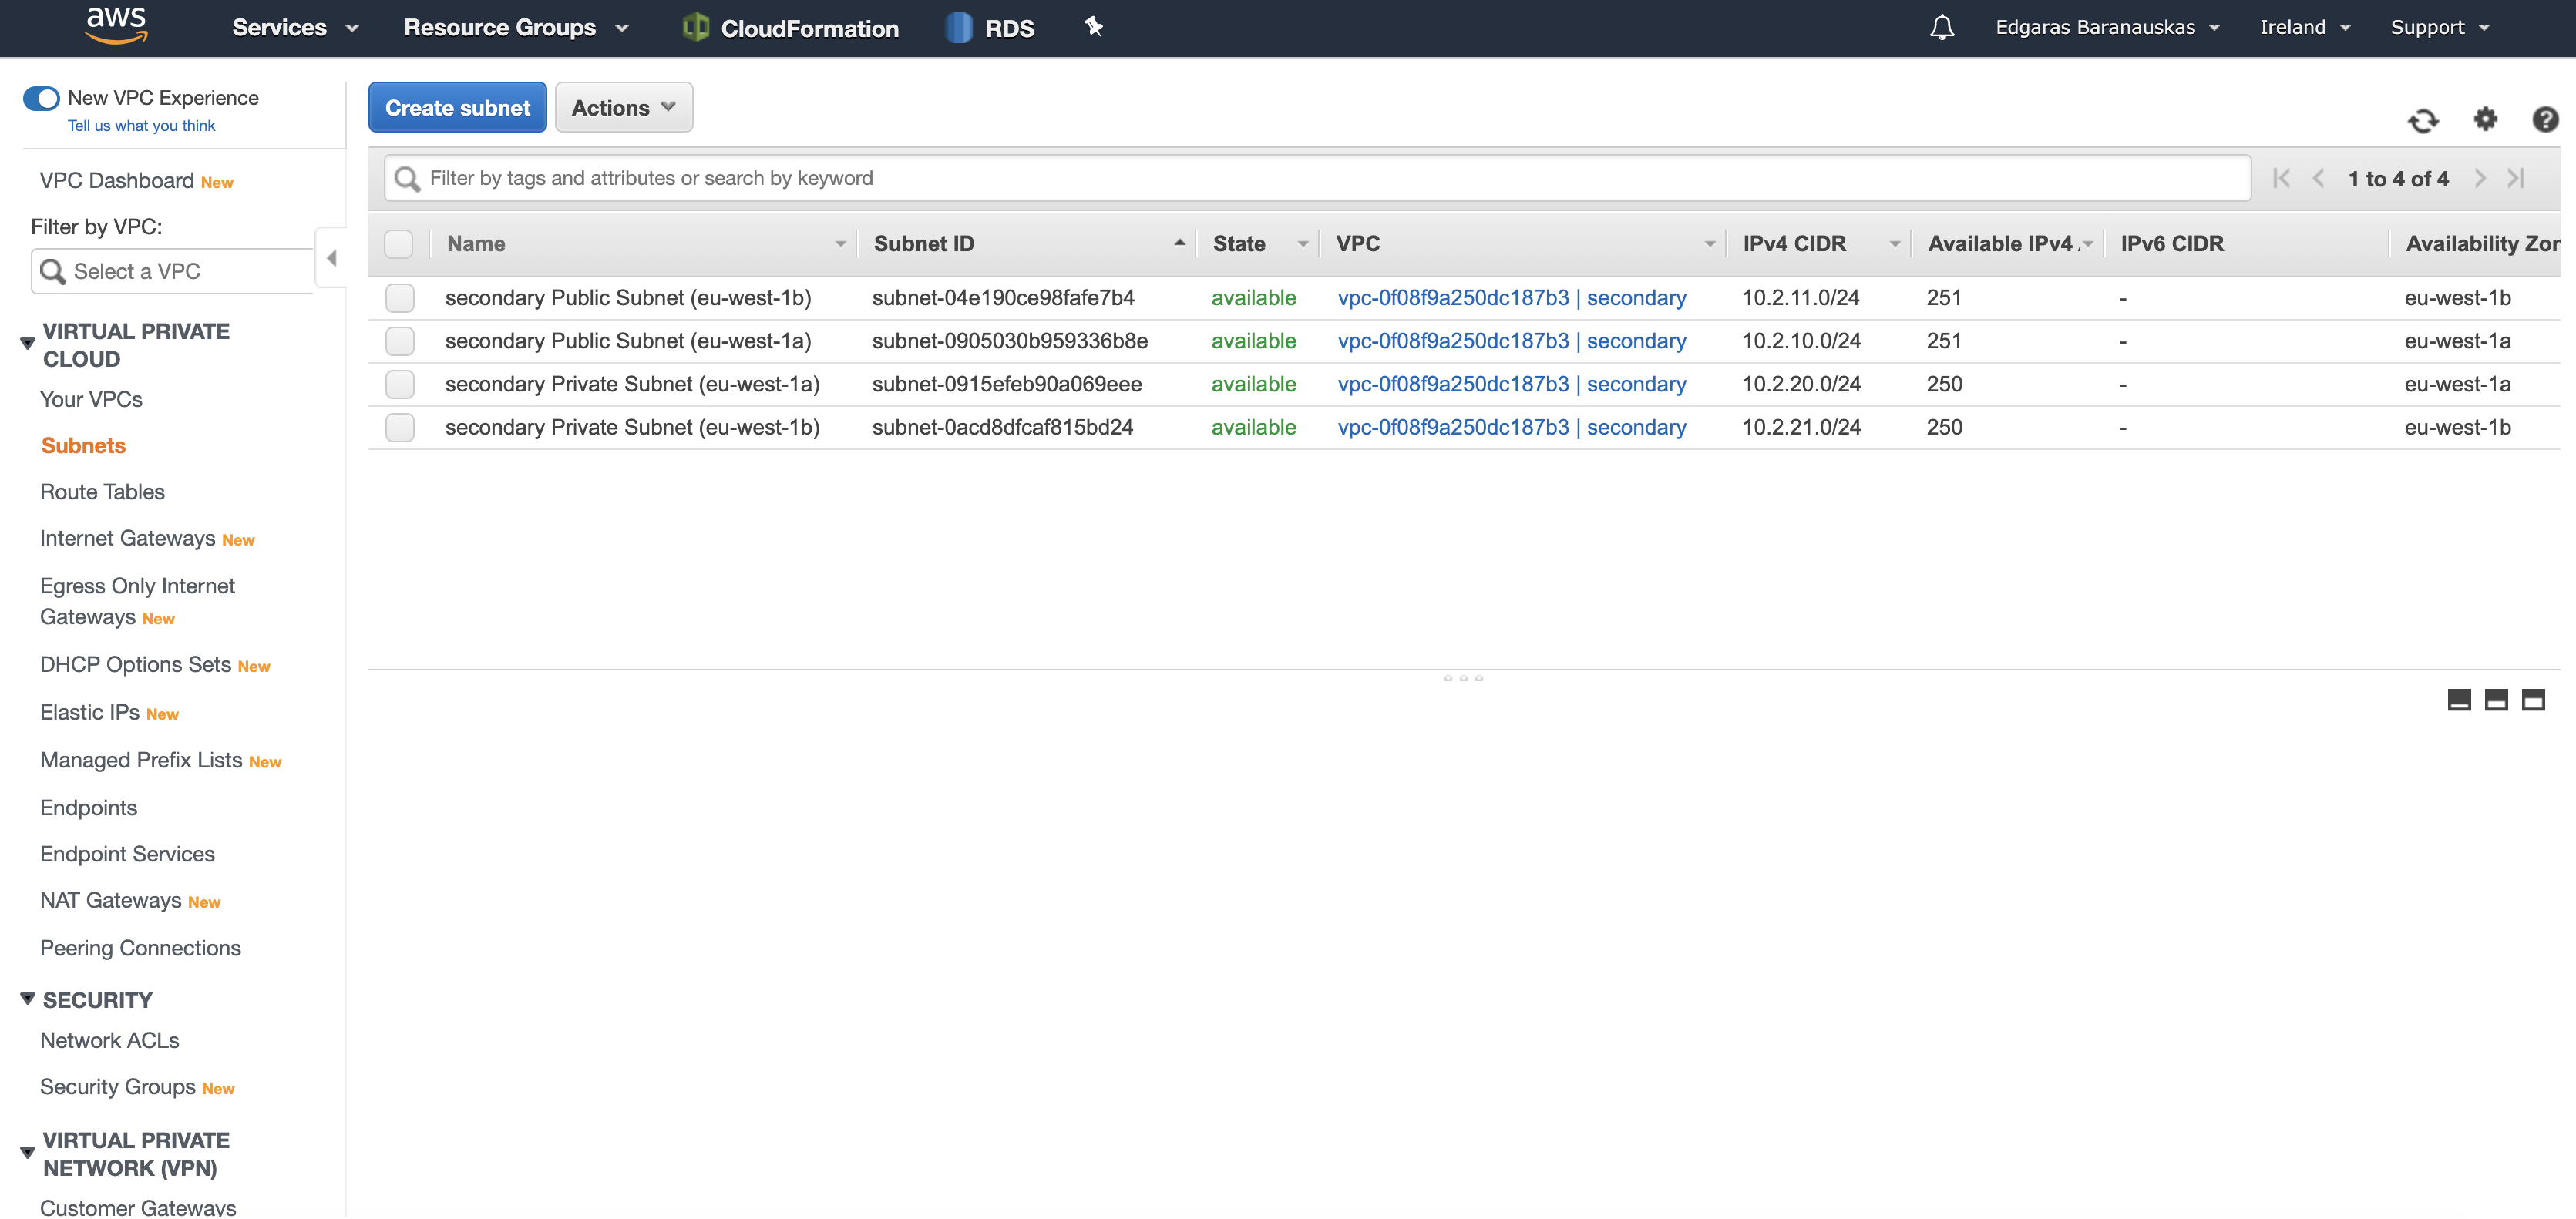 aws Services Resource Groups CloudFormation RDS Edgaras Baranauskas Ireland Support
New VPC Experience
Tell us what you think
VPC Dashboard New
Filter by VPC:
Select a VPC
VIRTUAL PRIVATE
CLOUD
Your VPCs
Subnets
Route Tables
Internet Gateways New
Egress Only Internet
Gateways New
DHCP Options Sets New
Elastic IPs New
Managed Prefix Lists New
Endpoints
Endpoint Services
NAT Gateways New
Peering Connections
SECURITY
Network ACLs
Security Groups New
VIRTUAL PRIVATE
NETWORK (VPN)
Customer Gateways
Create subnet Actions
Filter by tags and attributes or search by keyword 1 to 4 of 4
Name Subnet ID State VPC IPv4 CIDR Available IPv4 IPv6 CIDR Availability Zon
secondary Public Subnet (eu-west-1b) subnet-04e190ce98fafe7b4 available vpc-0f08f9a250dc187b3 | secondary 10.2.11.0/24 251 - eu-west-1b
secondary Public Subnet (eu-west-1a) subnet-0905030b959336b8e available vpc-0f08f9a250dc187b3 | secondary 10.2.10.0/24 251 - eu-west-1a
secondary Private Subnet (eu-west-1a) subnet-0915efeb90a069eee available vpc-0f08f9a250dc187b3 | secondary 10.2.20.0/24 250 - eu-west-1a
secondary Private Subnet (eu-west-1b) subnet-0acd8dfcaf815bd24 available vpc-0f08f9a250dc187b3 | secondary 10.2.21.0/24 250 - eu-west-1b